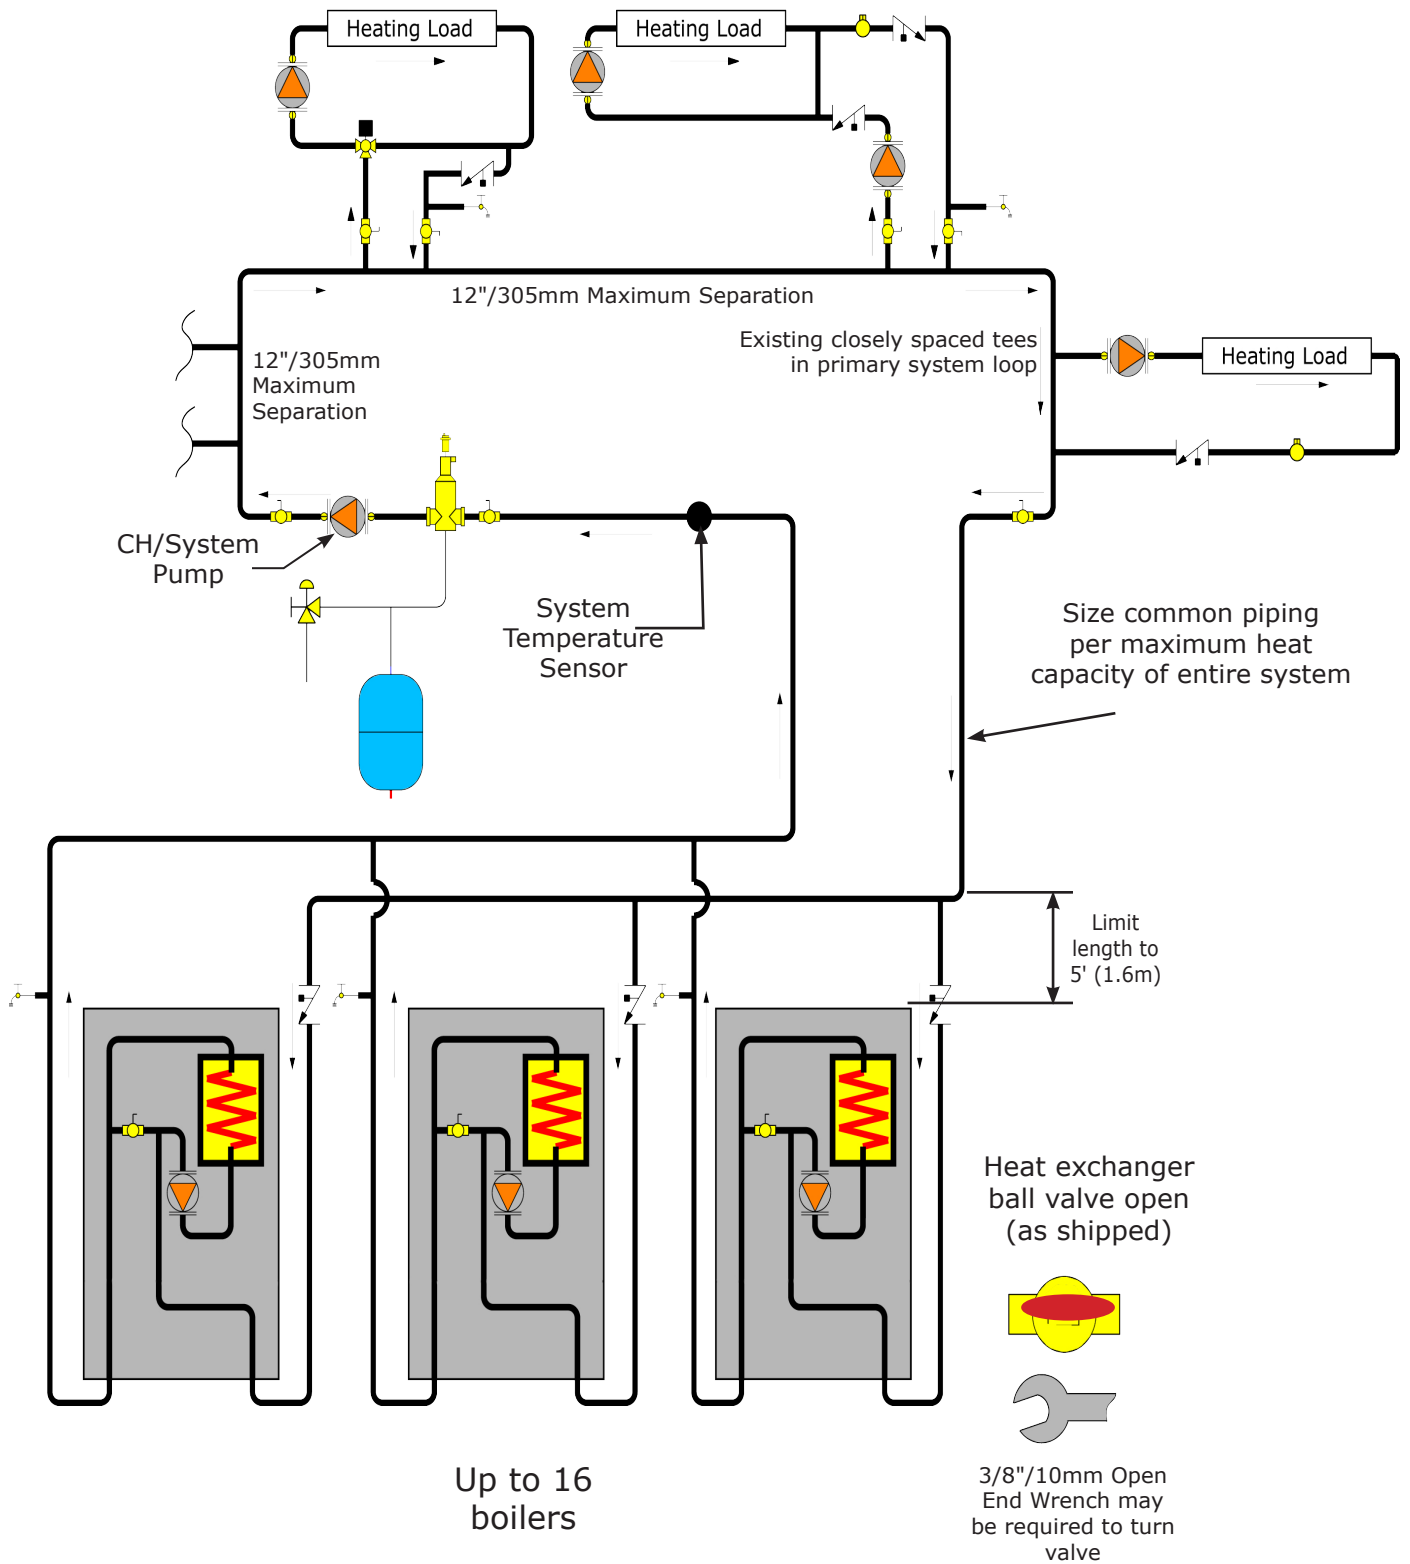 Heating Load
Heating Load
12"/305mm Maximum Separation
Existing closely spaced tees
in primary system loop
12"/305mm
Maximum
Separation
Heating Load
CH/System
Pump
System
Temperature
Sensor
Size common piping
per maximum heat
capacity of entire system
Limit
length to
5' (1.6m)
Heat exchanger
ball valve open
(as shipped)
Up to 16
boilers
3/8"/10mm Open
End Wrench may
be required to turn
valve